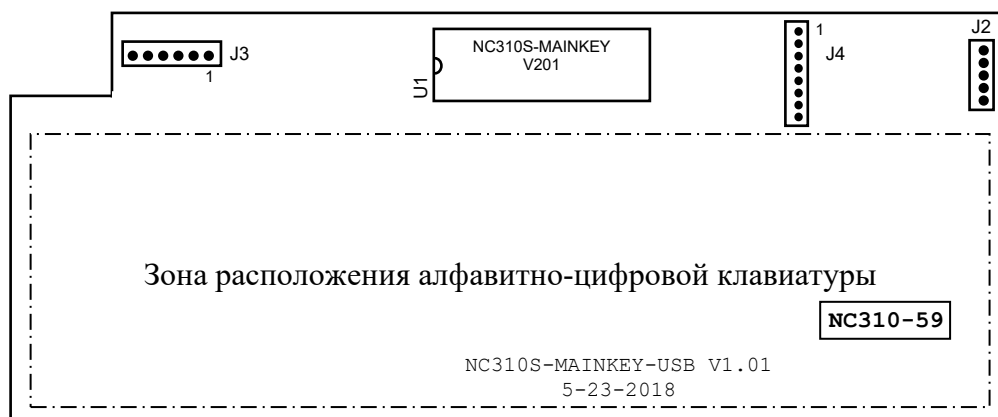 J3
1
U1
NC310S-MAINKEY
V201
1
J4
J2
Зона расположения алфавитно-цифровой клавиатуры
NC310-59
NC310S-MAINKEY-USB V1.01
5-23-2018